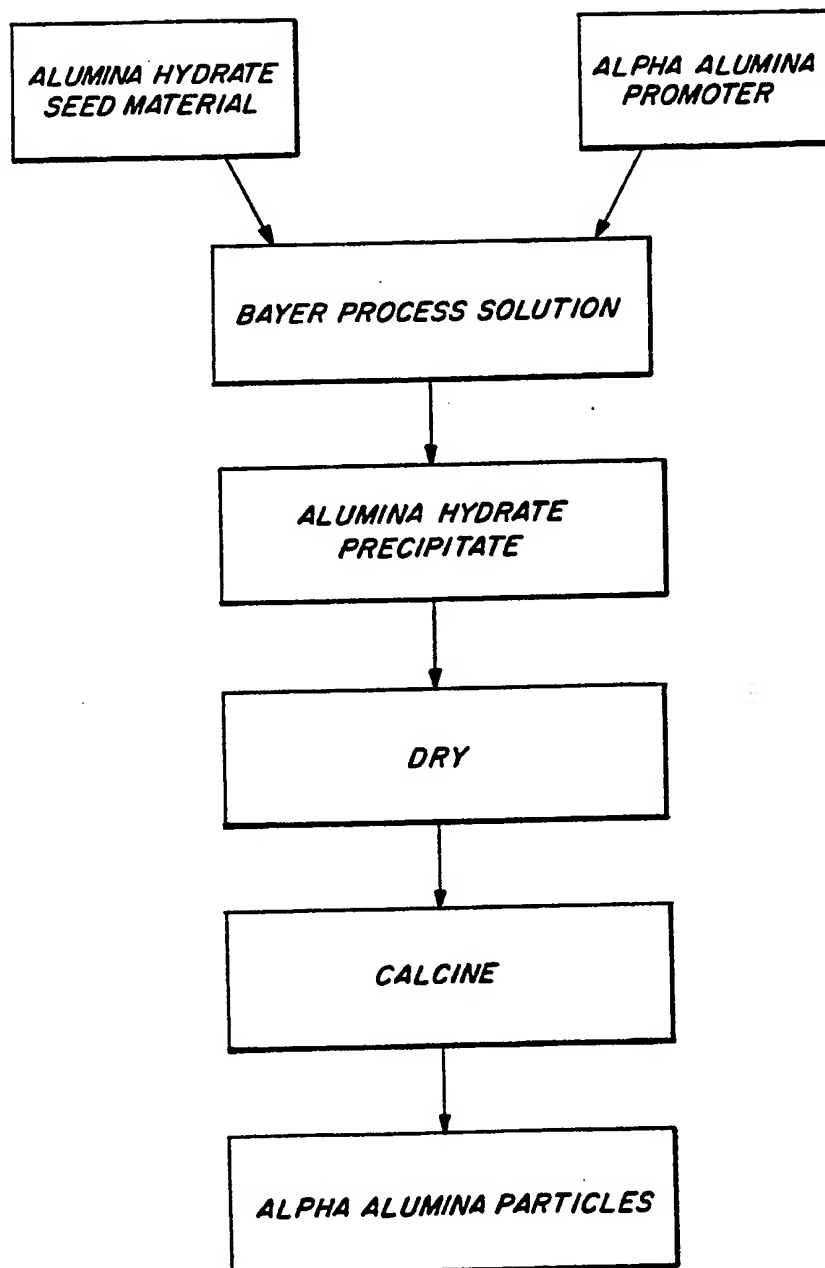 ALUMINA HYDRATE
SEED MATERIAL
ALPHA ALUMINA
PROMOTER
BAYER PROCESS SOLUTION
ALUMINA HYDRATE
PRECIPITATE
DRY
CALCINE
ALPHA ALUMINA PARTICLES